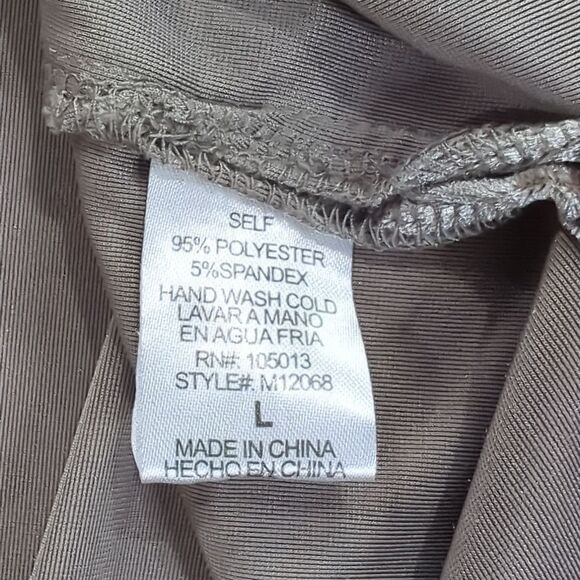 SELF
95% POLYESTER
5%SPANDEX
HAND WASH COLD
LAVAR A MANO
EN AGUA FRIA
RN#: 105013
STYLE#: M12068
L
MADE IN CHINA
HECHO EN CHINA